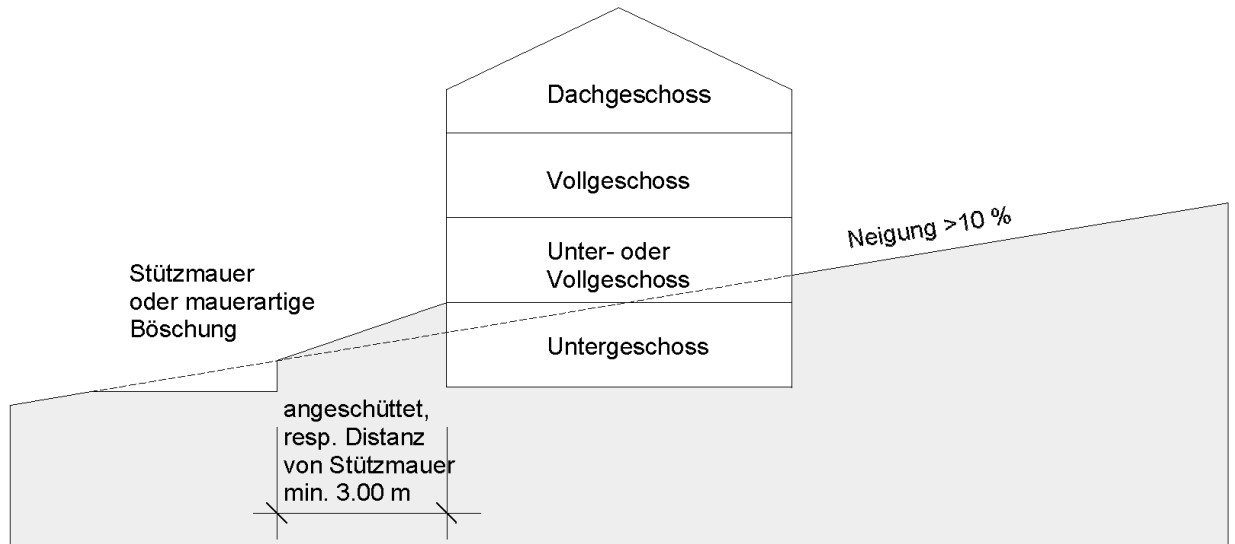 Dachgeschoss
Vollgeschoss
Neigung >10 %
Unter- oder
Vollgeschoss
Stützmauer
oder mauerartige
Böschung
Untergeschoss
angeschüttet,
resp. Distanz
von Stützmauer
min. 3.00 m